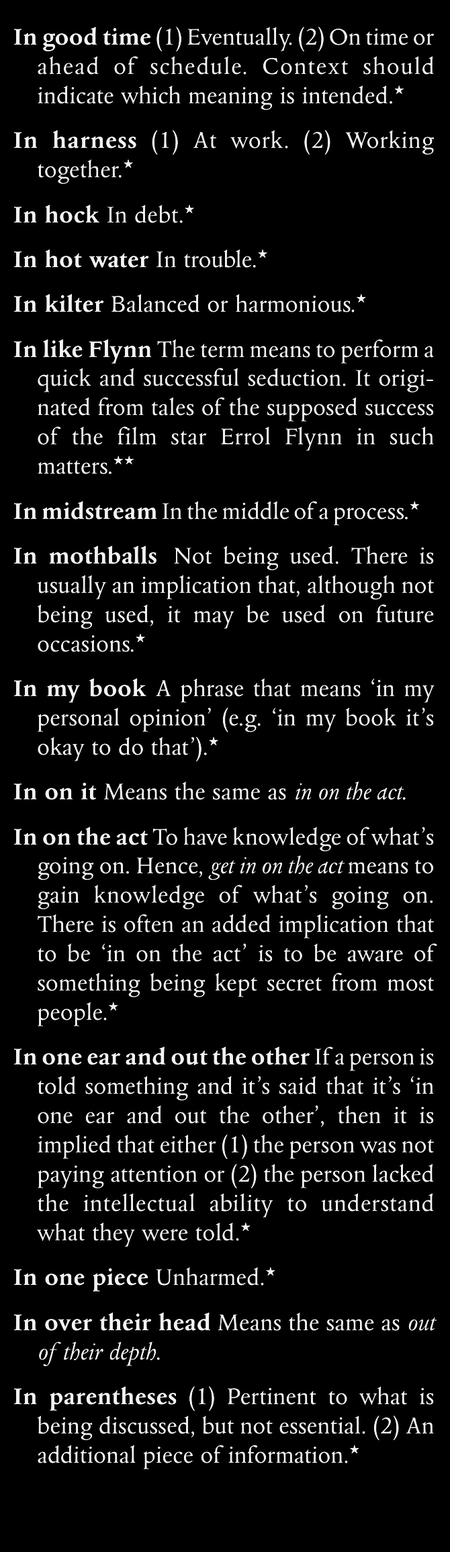 In good time (1) Eventually. (2) On time or
ahead of schedule. Context should
indicate which meaning is intended.★
In harness (1) At work. (2) Working
together.★
In hock In debt.★
In hot water In trouble.★
In kilter Balanced or harmonious.★
In like Flynn The term means to perform a
quick and successful seduction. It origi-
nated from tales of the supposed success
of the film star Errol Flynn in such
matters.★★
In midstream In the middle of a process.★
In mothballs Not being used. There is
usually an implication that, although not
being used, it may be used on future
occasions.★
In my book A phrase that means ‘in my
personal opinion’ (e.g. ‘in my book it’s
okay to do that’).★
In on it Means the same as in on the act.
In on the act To have knowledge of what’s
going on. Hence, get in on the act means to
gain knowledge of what’s going on.
There is often an added implication that
to be ‘in on the act’ is to be aware of
something being kept secret from most
people.★
In one ear and out the other If a person is
told something and it’s said that it’s ‘in
one ear and out the other’, then it is
implied that either (1) the person was not
paying attention or (2) the person lacked
the intellectual ability to understand
what they were told.★
In one piece Unharmed.★
In over their head Means the same as out
of their depth.
In parentheses (1) Pertinent to what is
being discussed, but not essential. (2) An
additional piece of information.★